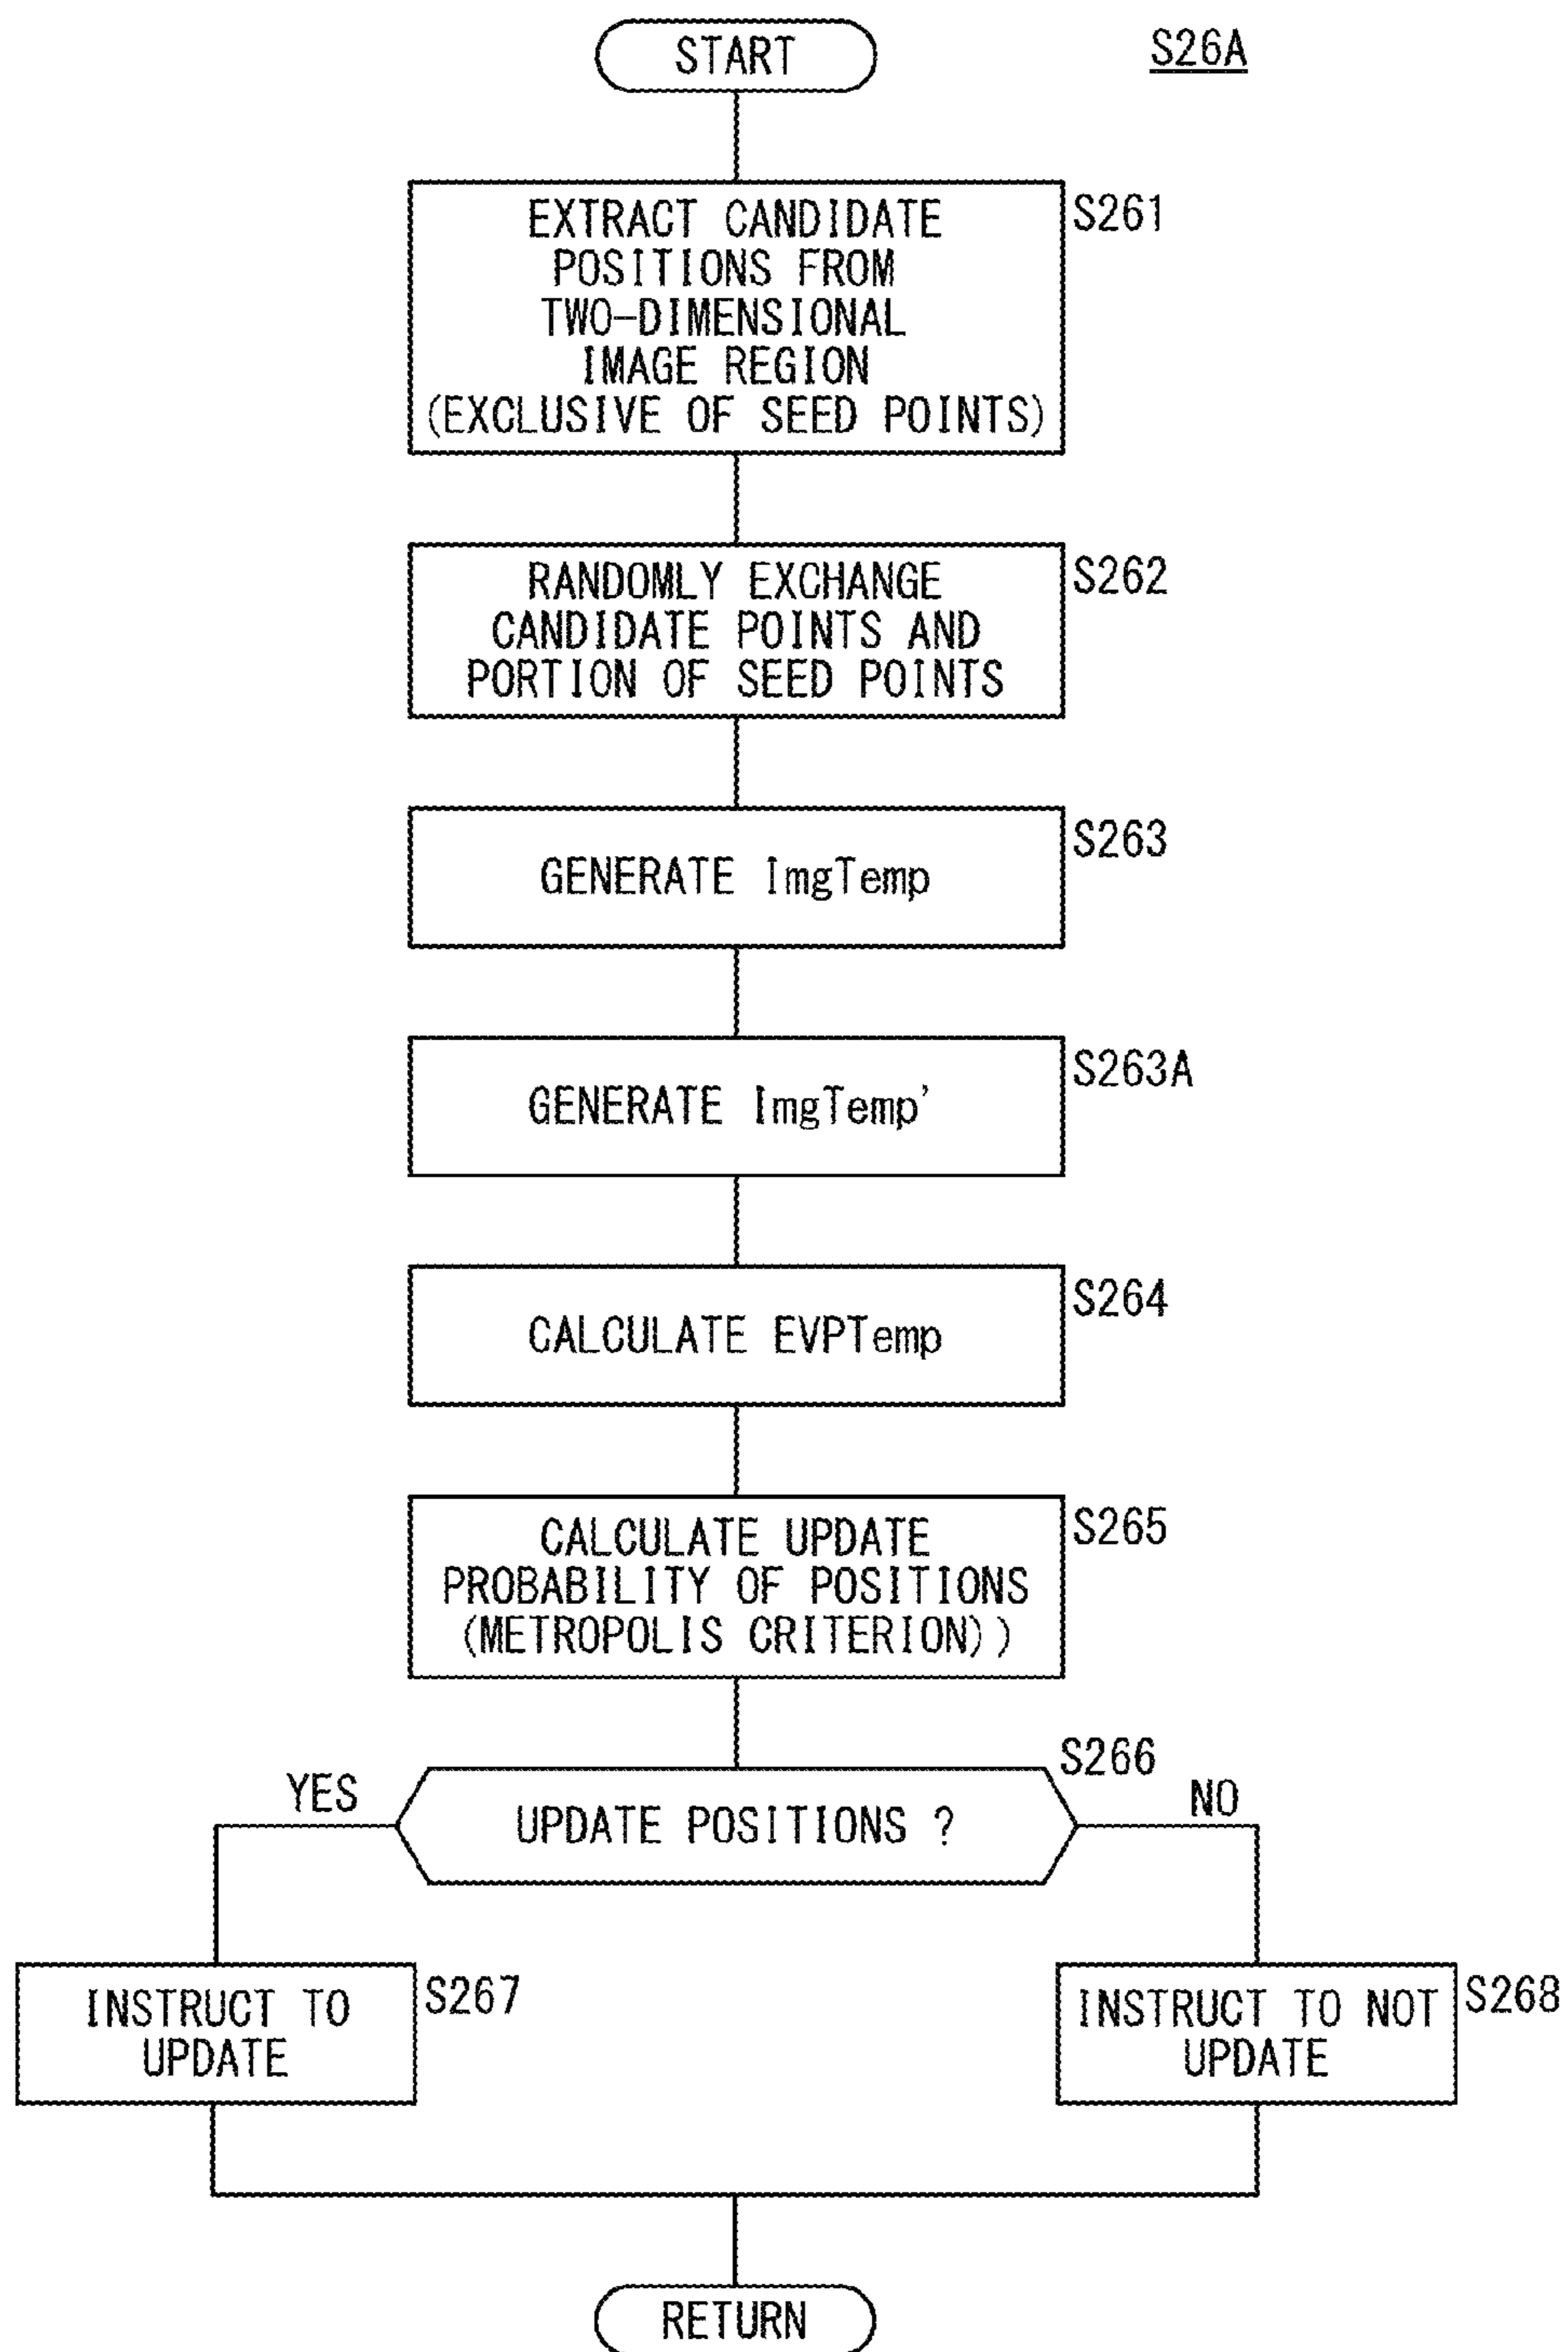 START
S26A
EXTRACT CANDIDATE
POSITIONS FROM
TWO-DIMENSIONAL
IMAGE REGION
(EXCLUSIVE OF SEED POINTS)
S261
RANDOMLY EXCHANGE
CANDIDATE POINTS AND
PORTION OF SEED POINTS
S262
GENERATE ImgTemp
S263
GENERATE ImgTemp'
S263A
CALCULATE EVPTemp
S264
CALCULATE UPDATE
PROBABILITY OF POSITIONS
(METROPOLIS CRITERION))
S265
UPDATE POSITIONS ?
S266
YES
NO
INSTRUCT TO
UPDATE
S267
INSTRUCT TO NOT
UPDATE
S268
RETURN